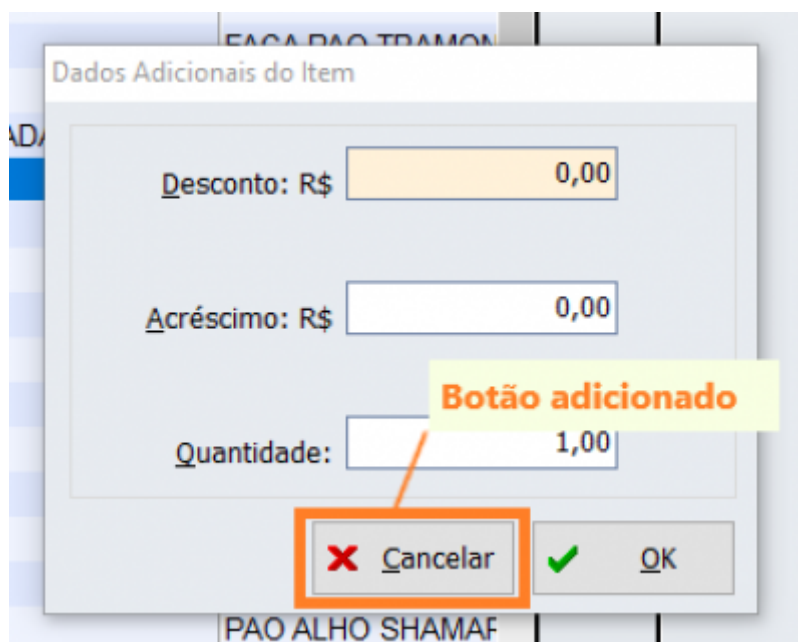 FACA PAO TRAMON
Dados Adicionais do Item
Desconto: R$ 0,00
Acréscimo: R$ 0,00
Botão adicionado
Quantidade: 1,00
Cancelar OK
PAO ALHO SHAMAR